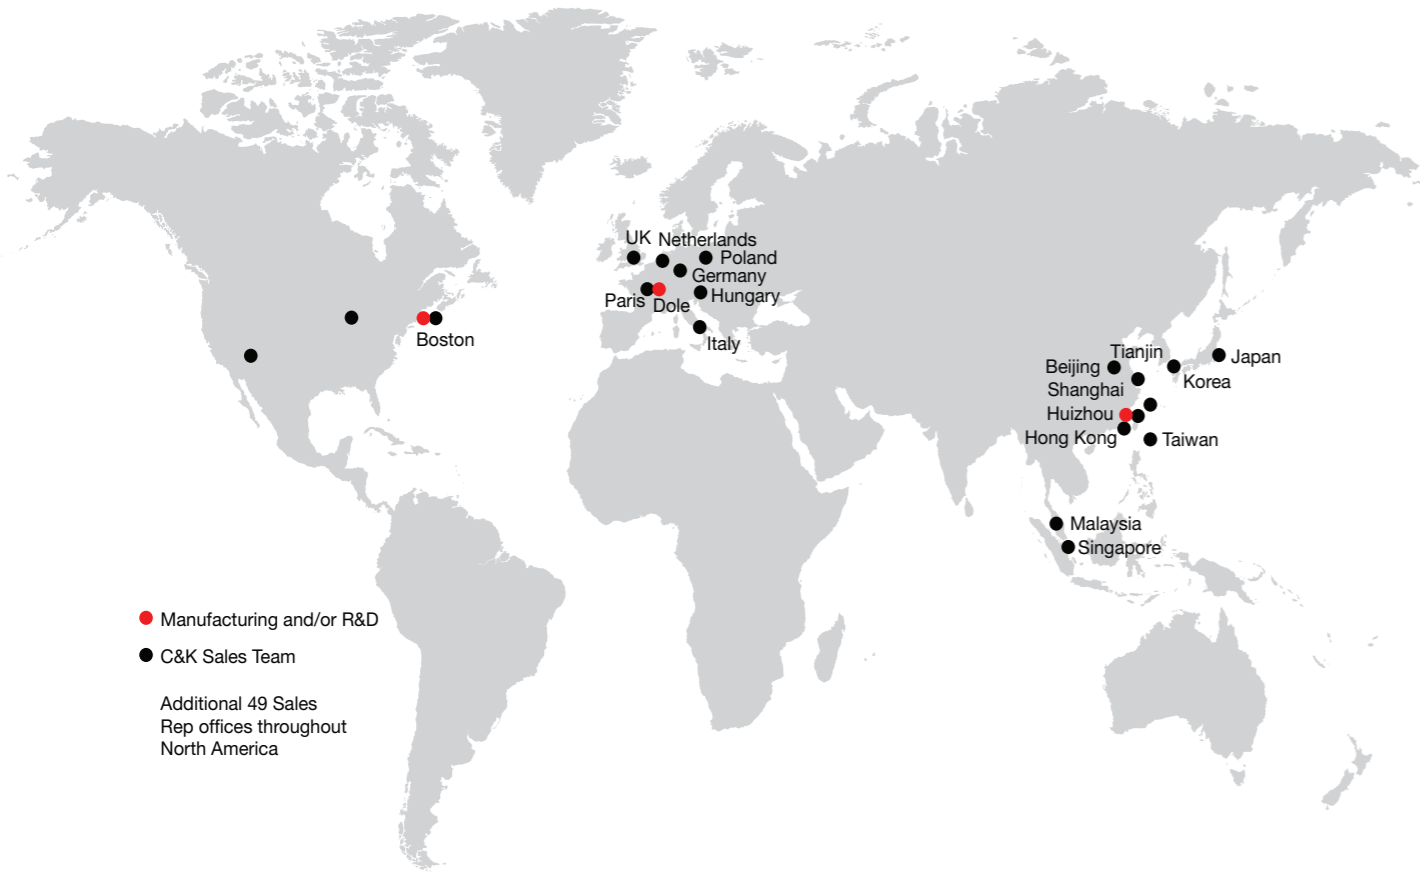 UK
Netherlands
Poland
Germany
Paris
Dole
Hungary
Italy
Boston
Tianjin
Beijing
Japan
Shanghai
Korea
Huizhou
Hong Kong
Taiwan
Malaysia
Singapore
Manufacturing and/or R&D
C&K Sales Team
Additional 49 Sales
Rep offices throughout
North America